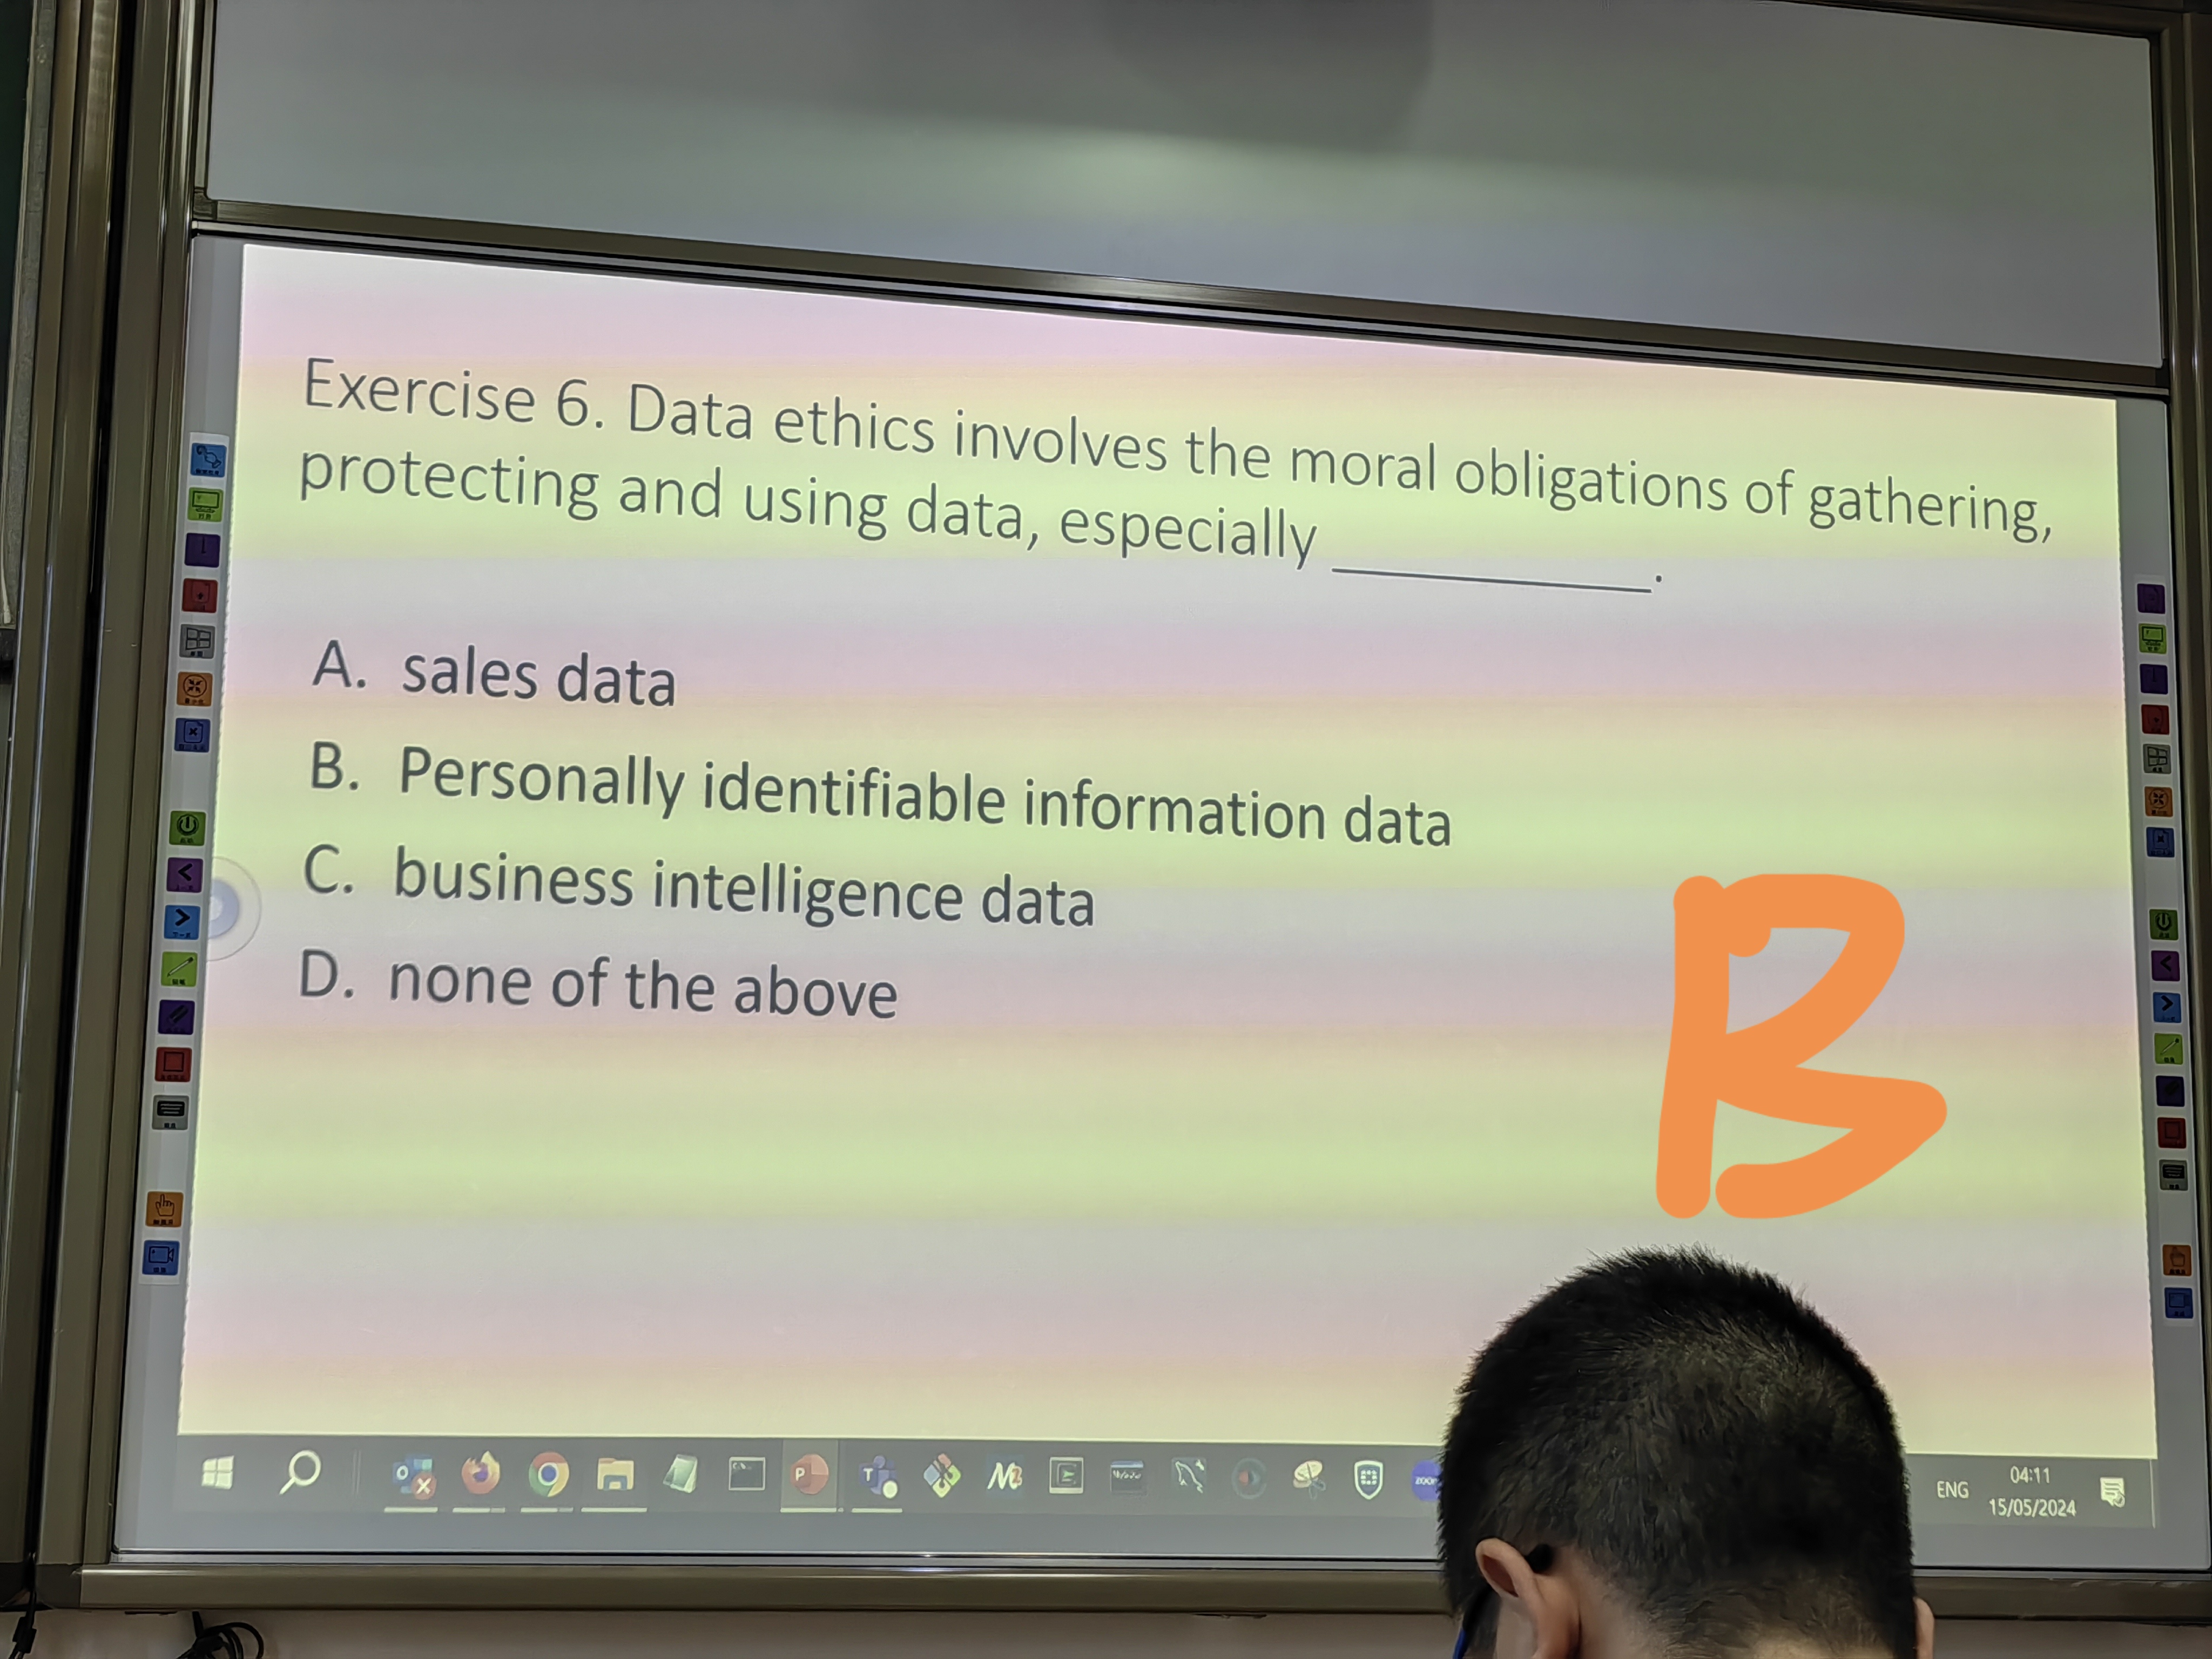 Exercise 6. Data ethics involves the moral obligations of gathering,
protecting and using data, especially __________.
A. sales data
B. Personally identifiable information data
C. business intelligence data
D. none of the above
B
ENG
04:11
15/05/2024